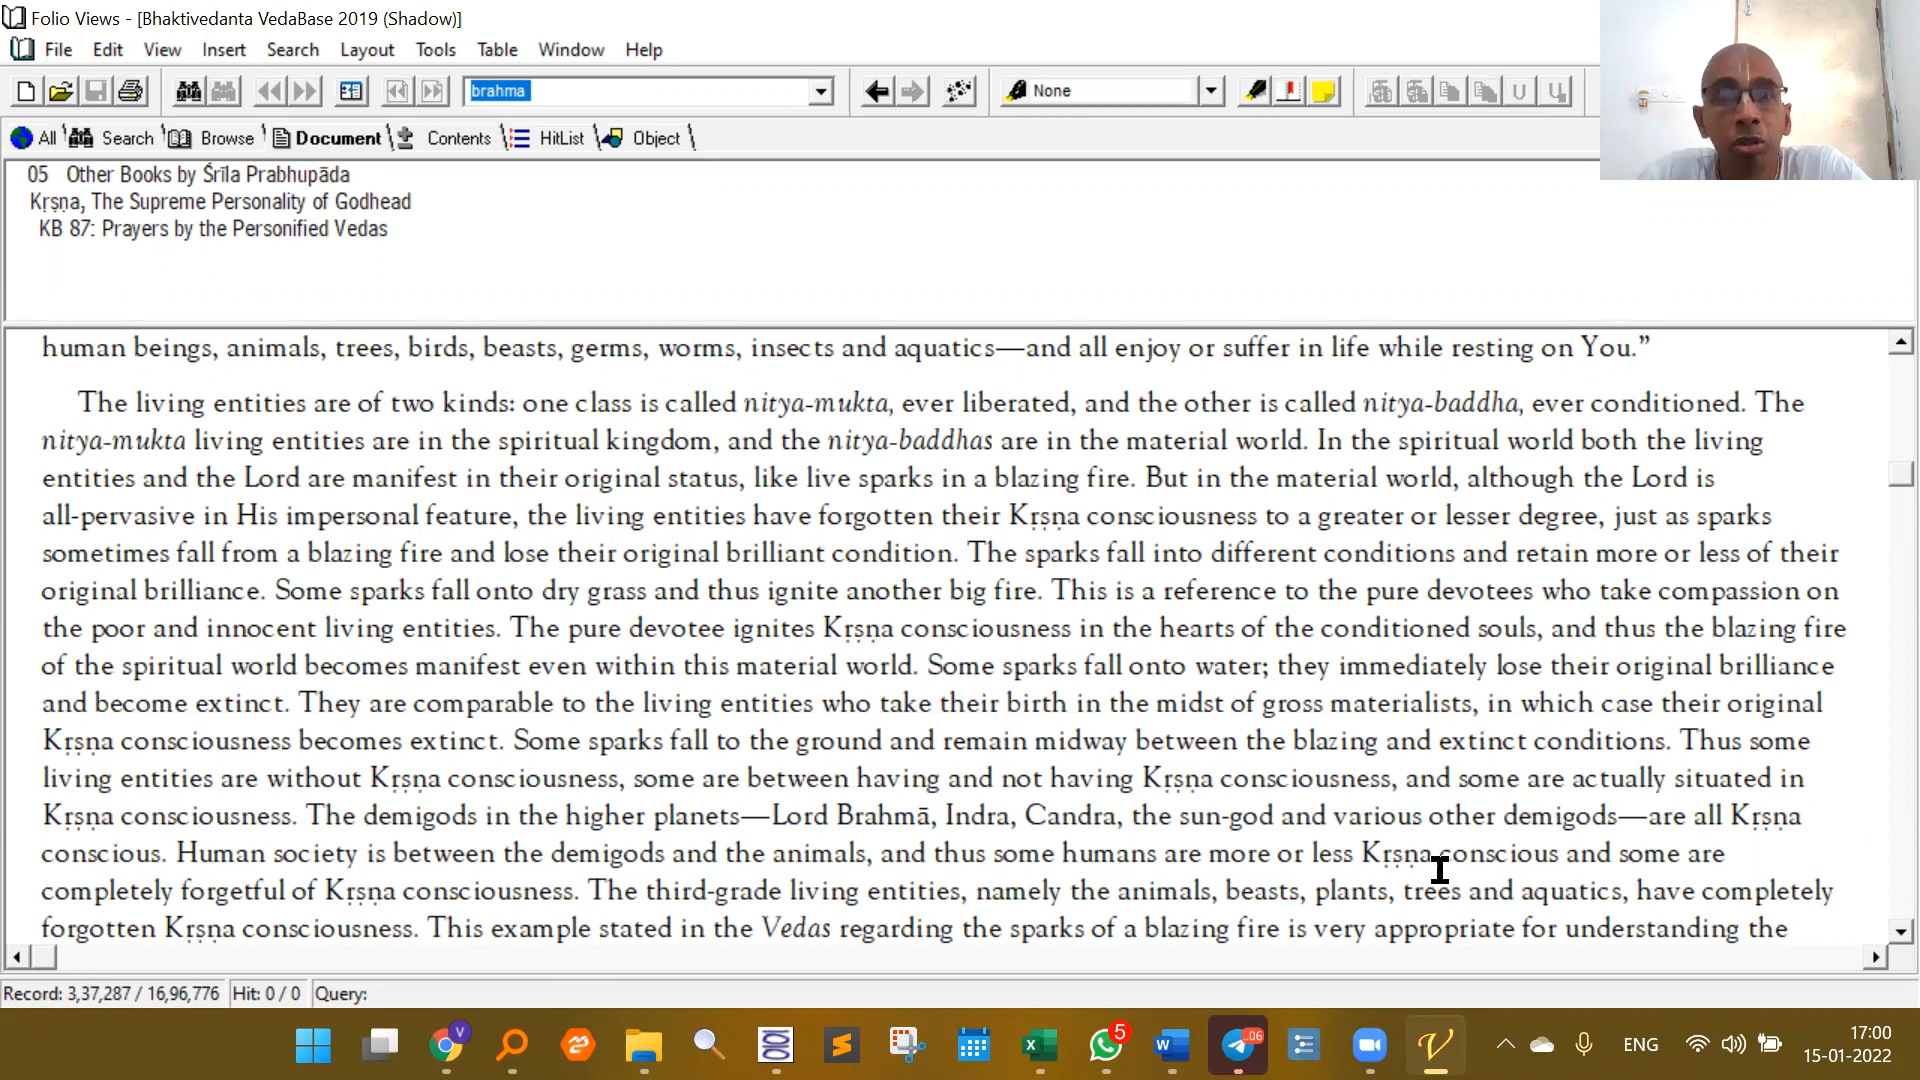 Folio Views - [Bhaktivedanta VedaBase 2019 (Shadow)]
File Edit View Insert Search Layout Tools Table Window Help
brahma None
All Search Browse Document Contents HitList Object
05 Other Books by Śrīla Prabhupāda
Kṛṣṇa, The Supreme Personality of Godhead
KB 87: Prayers by the Personified Vedas
human beings, animals, trees, birds, beasts, germs, worms, insects and aquatics—and all enjoy or suffer in life while resting on You.”
The living entities are of two kinds: one class is called nitya-mukta, ever liberated, and the other is called nitya-baddha, ever conditioned. The
nitya-mukta living entities are in the spiritual kingdom, and the nitya-baddhas are in the material world. In the spiritual world both the living
entities and the Lord are manifest in their original status, like live sparks in a blazing fire. But in the material world, although the Lord is
all-pervasive in His impersonal feature, the living entities have forgotten their Kṛṣṇa consciousness to a greater or lesser degree, just as sparks
sometimes fall from a blazing fire and lose their original brilliant condition. The sparks fall into different conditions and retain more or less of their
original brilliance. Some sparks fall onto dry grass and thus ignite another big fire. This is a reference to the pure devotees who take compassion on
the poor and innocent living entities. The pure devotee ignites Kṛṣṇa consciousness in the hearts of the conditioned souls, and thus the blazing fire
of the spiritual world becomes manifest even within this material world. Some sparks fall onto water; they immediately lose their original brilliance
and become extinct. They are comparable to the living entities who take their birth in the midst of gross materialists, in which case their original
Kṛṣṇa consciousness becomes extinct. Some sparks fall to the ground and remain midway between the blazing and extinct conditions. Thus some
living entities are without Kṛṣṇa consciousness, some are between having and not having Kṛṣṇa consciousness, and some are actually situated in
Kṛṣṇa consciousness. The demigods in the higher planets—Lord Brahmā, Indra, Candra, the sun-god and various other demigods—are all Kṛṣṇa
conscious. Human society is between the demigods and the animals, and thus some humans are more or less Kṛṣṇa conscious and some are
completely forgetful of Kṛṣṇa consciousness. The third-grade living entities, namely the animals, beasts, plants, trees and aquatics, have completely
forgotten Kṛṣṇa consciousness. This example stated in the Vedas regarding the sparks of a blazing fire is very appropriate for understanding the
Record: 3,37,287 / 16,96,776 Hit: 0 / 0 Query:
V 5 .06 ENG 17:00
15-01-2022